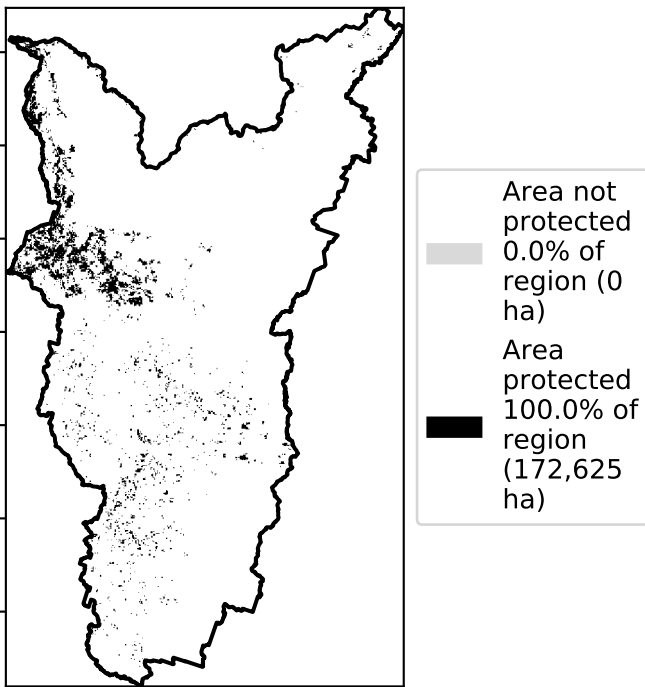 Area not
protected
0.0% of
region (0
ha)
Area
protected
100.0% of
region
(172,625
ha)